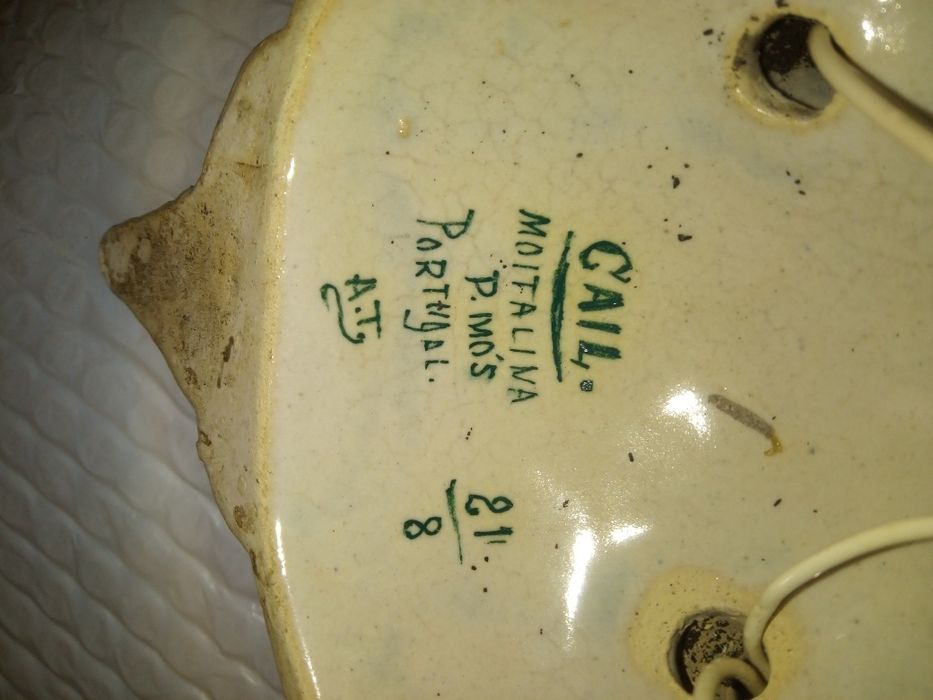 CAIL.
MOITALINA
P. MÓS
PORTUgAL.
A.T.
21
8